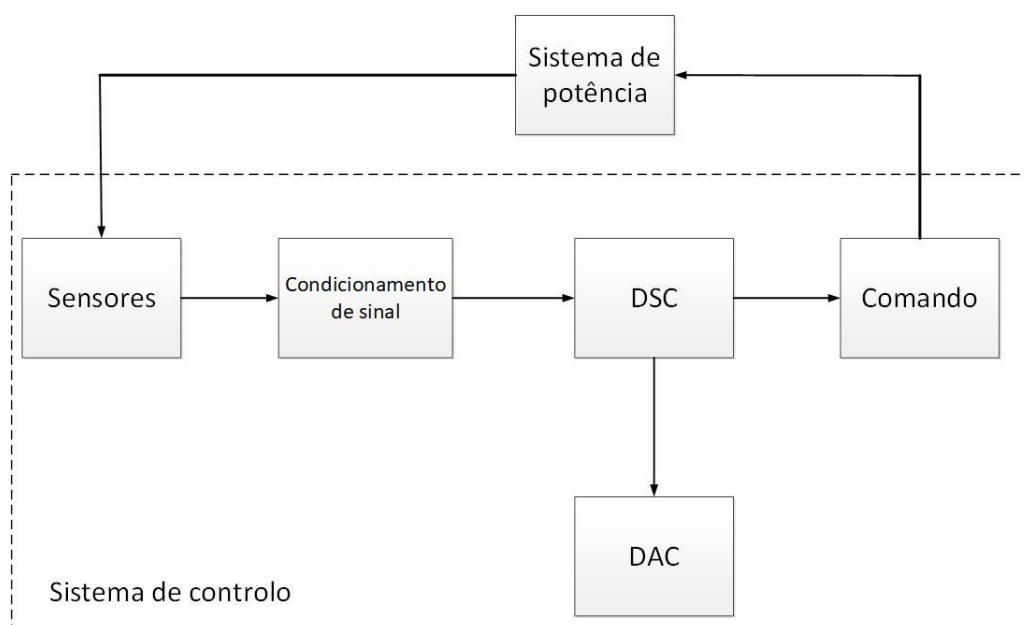 Sistema de
potência
Sensores
Condicionamento
de sinal
DSC
Comando
DAC
Sistema de controlo